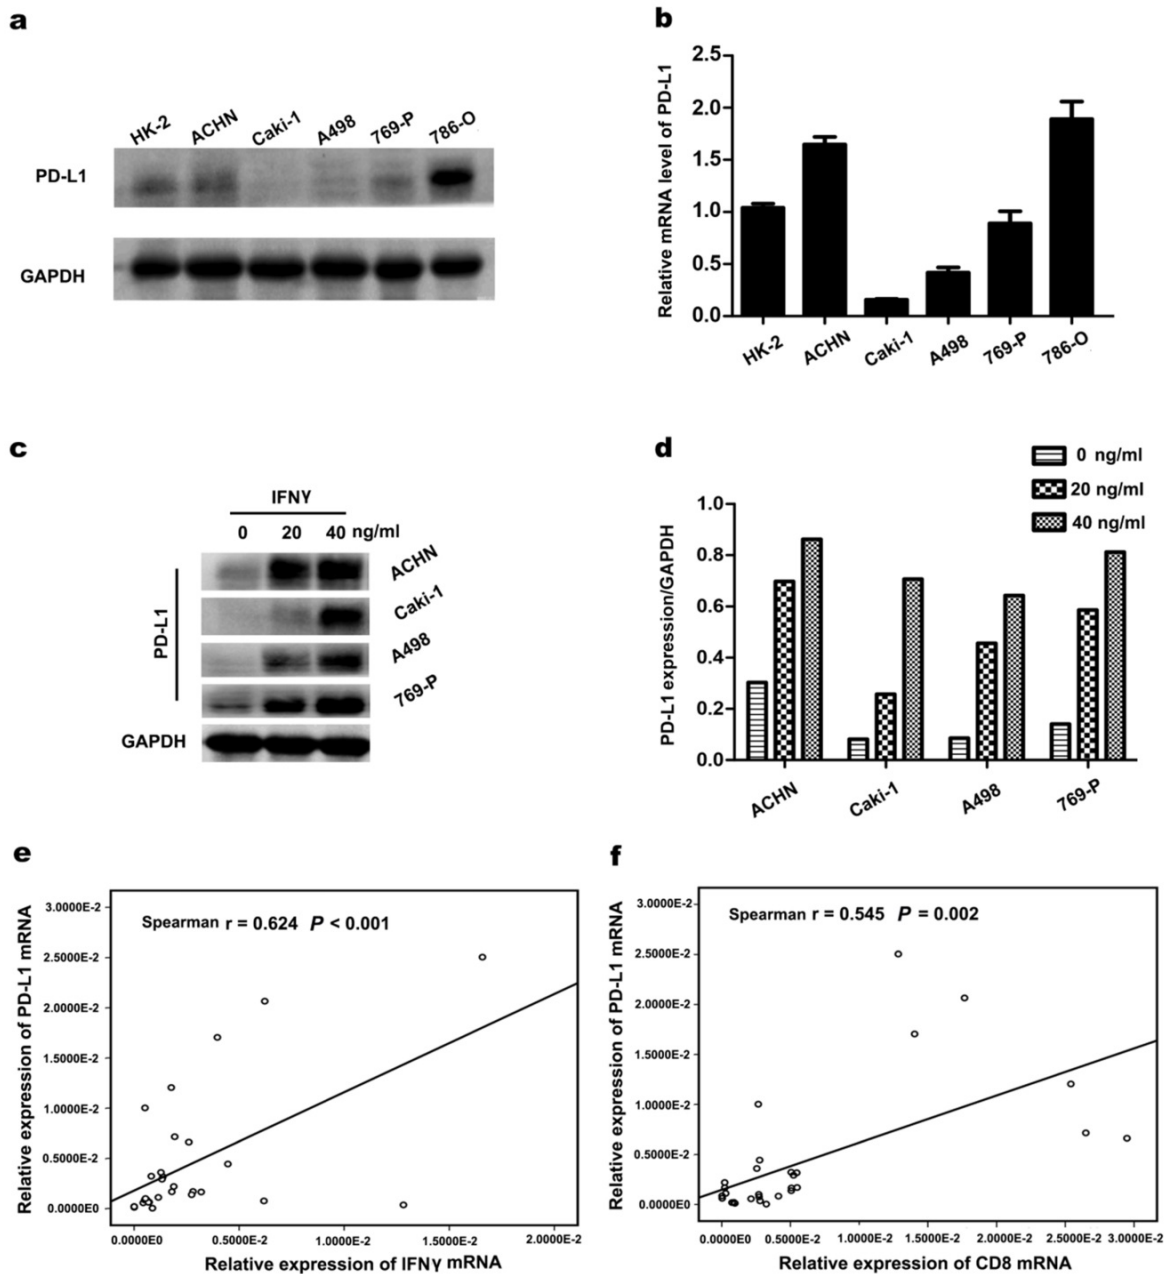 a
HK-2 ACHN Caki-1 A498 769-P 786-O
PD-L1
GAPDH
b
Relative mRNA level of PD-L1
2.5
2.0
1.5
1.0
0.5
0.0
HK-2 ACHN Caki-1 A498 769-P 786-O
c
IFNγ
0 20 40 ng/ml
PD-L1
ACHN
Caki-1
A498
769-P
GAPDH
d
0 ng/ml
20 ng/ml
40 ng/ml
PD-L1 expression/GAPDH
1.0
0.8
0.6
0.4
0.2
0.0
ACHN Caki-1 A498 769-P
e
Relative expression of PD-L1 mRNA
Spearman r = 0.624 P < 0.001
3.0000E-2
2.5000E-2
2.0000E-2
1.5000E-2
1.0000E-2
0.5000E-2
0.0000E0
0.0000E0 0.5000E-2 1.0000E-2 1.5000E-2 2.0000E-2
Relative expression of IFNγ mRNA
f
Relative expression of PD-L1 mRNA
Spearman r = 0.545 P = 0.002
3.0000E-2
2.5000E-2
2.0000E-2
1.5000E-2
1.0000E-2
0.5000E-2
0.0000E0
0.0000E0 0.5000E-2 1.0000E-2 1.5000E-2 2.0000E-2 2.5000E-2 3.0000E-2
Relative expression of CD8 mRNA